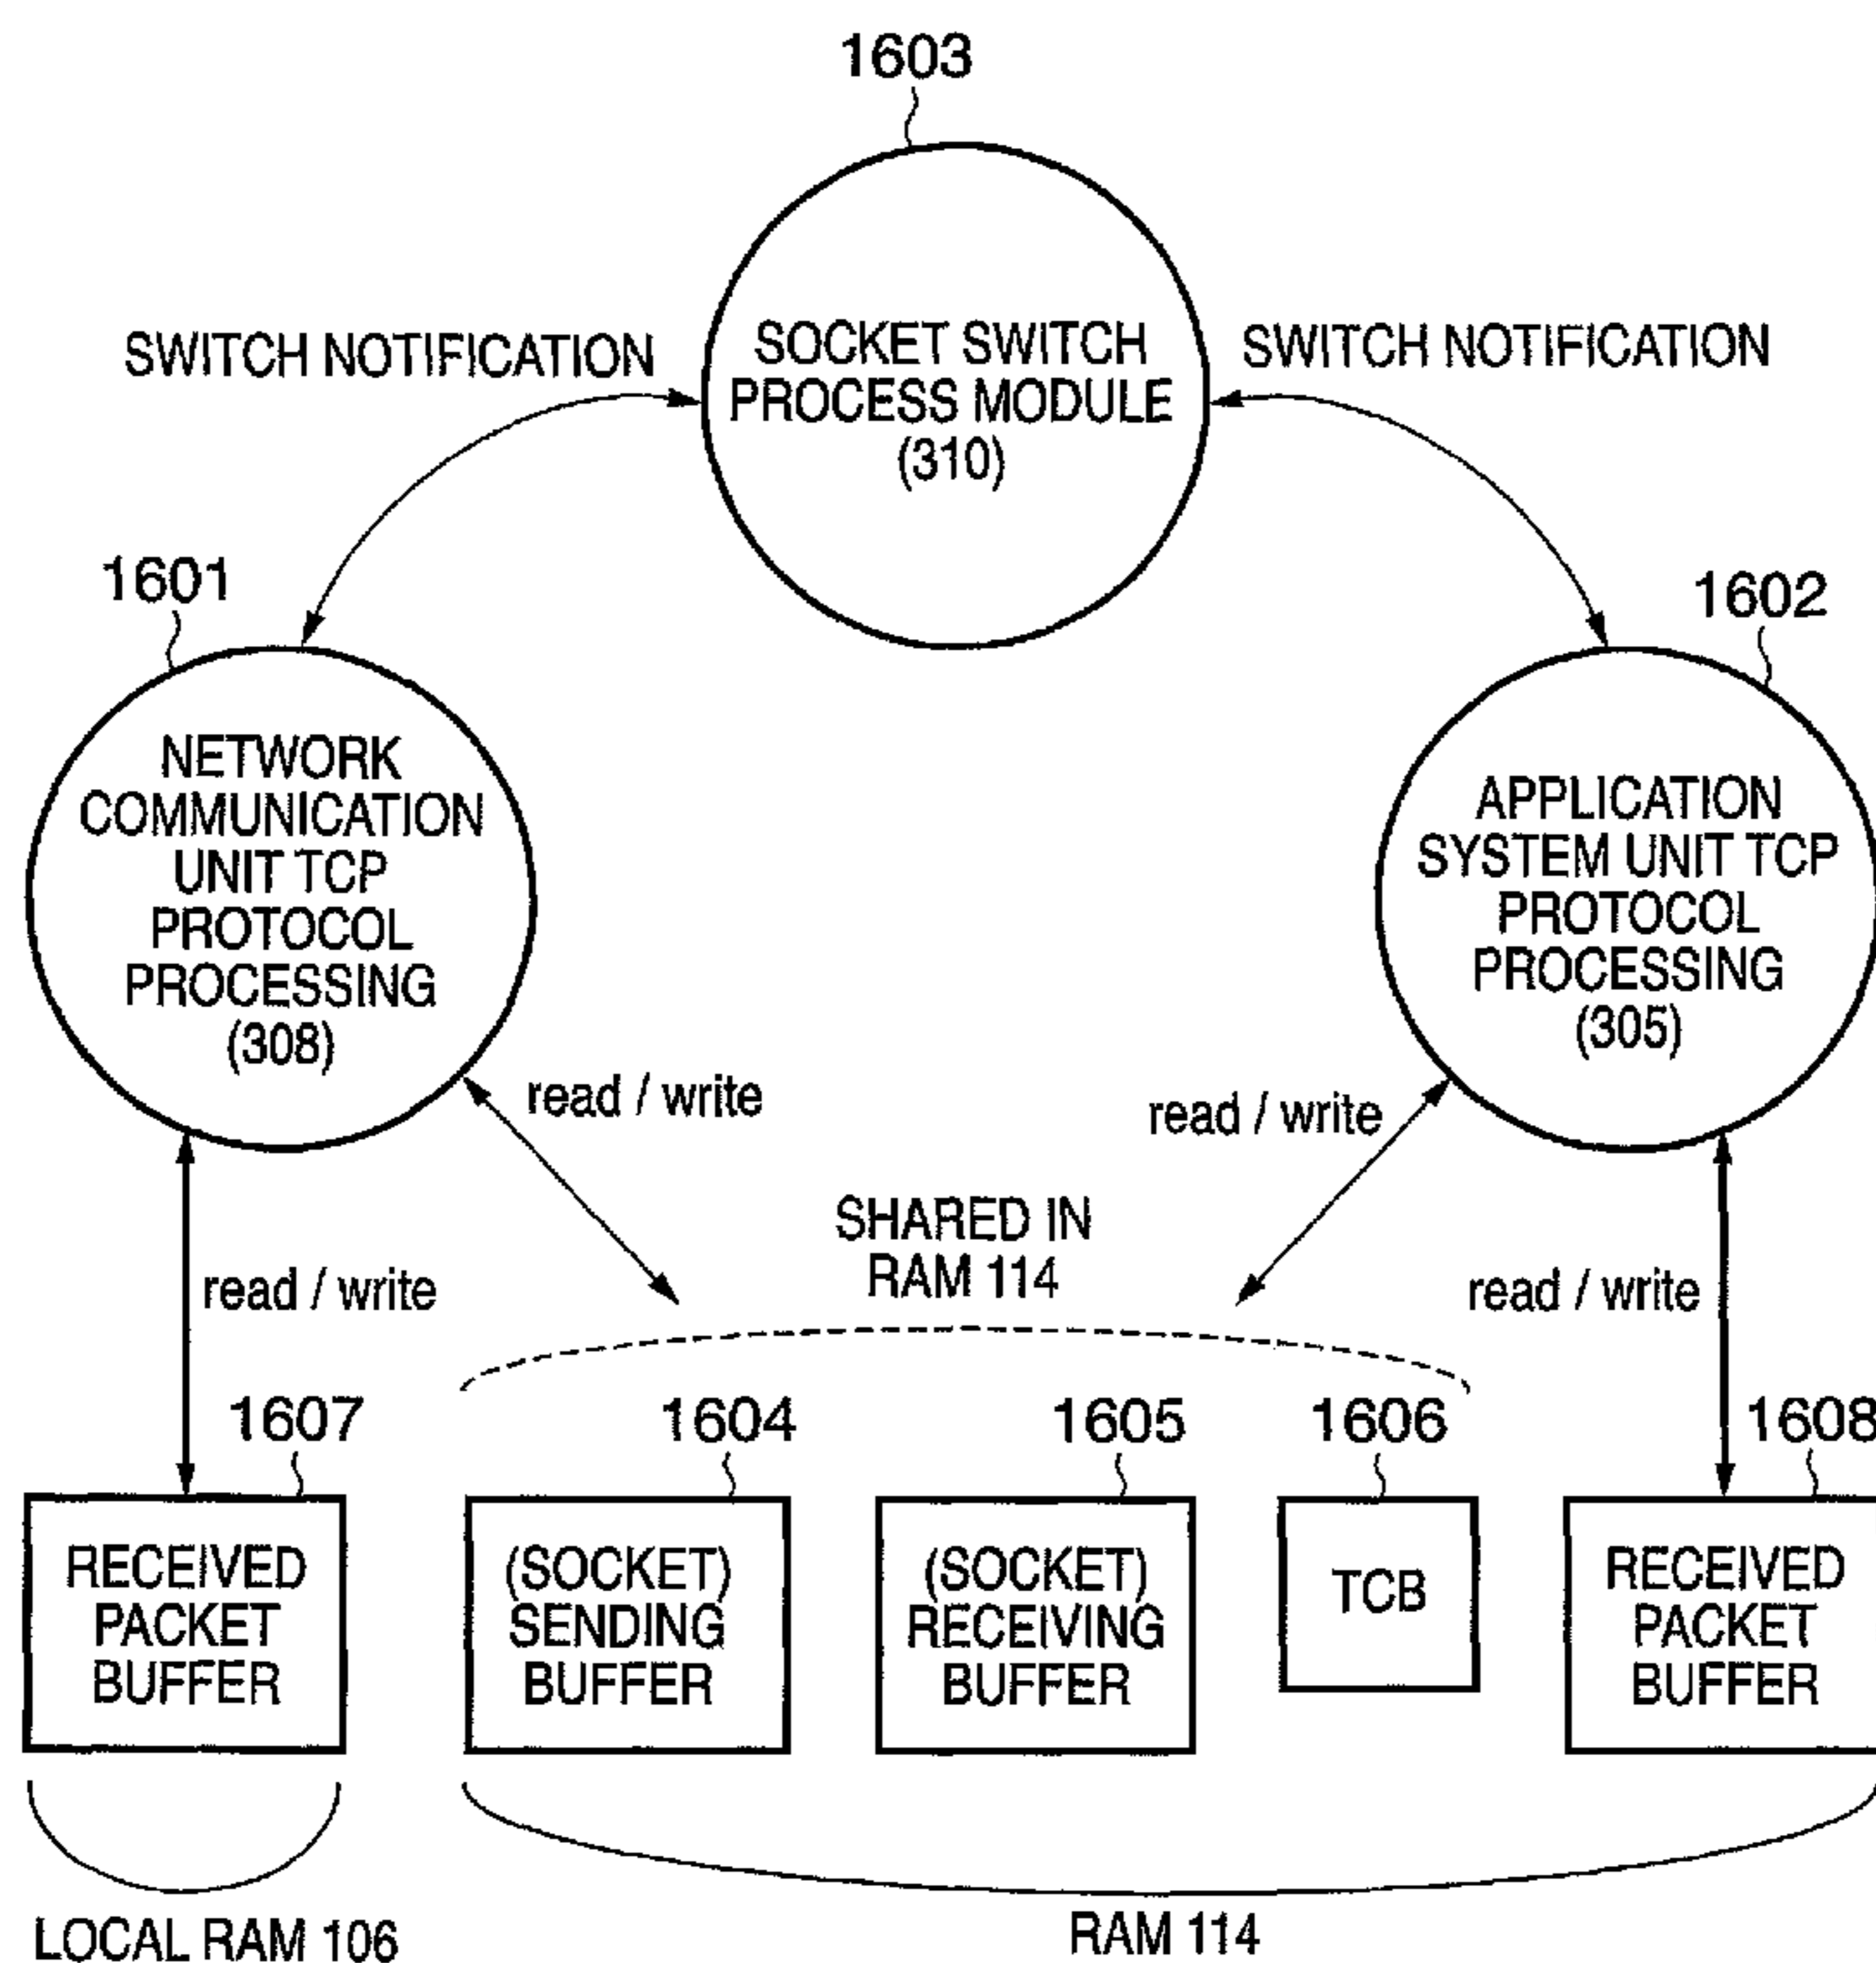 1603
SWITCH NOTIFICATION
SOCKET SWITCH
PROCESS MODULE
(310)
SWITCH NOTIFICATION
1601
1602
NETWORK
COMMUNICATION
UNIT TCP
PROTOCOL
PROCESSING
(308)
APPLICATION
SYSTEM UNIT TCP
PROTOCOL
PROCESSING
(305)
read / write
read / write
SHARED IN
RAM 114
read / write
read / write
1607
1604
1605
1606
1608
RECEIVED
PACKET
BUFFER
(SOCKET)
SENDING
BUFFER
(SOCKET)
RECEIVING
BUFFER
TCB
RECEIVED
PACKET
BUFFER
LOCAL RAM 106
RAM 114